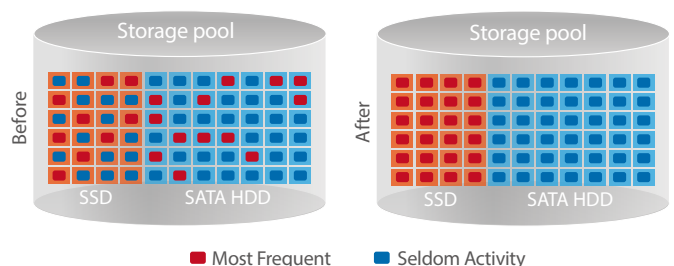 Storage pool
Before
SSD
SATA HDD
Storage pool
After
SSD
SATA HDD
Most Frequent
Seldom Activity